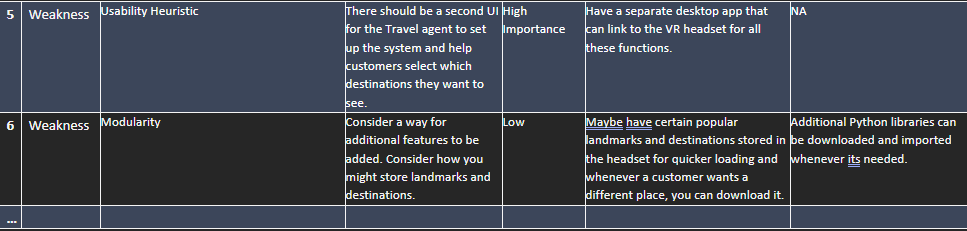 5 Weakness Usability Heuristic There should be a second UI High Have a separate desktop app that NA
for the Travel agent to set Importance can link to the VR headset for all
up the system and help these functions.
customers select which
destinations they want to
see.
6 Weakness Modularity Consider a way for Low Maybe have certain popular Additional Python libraries can
additional features to be landmarks and destinations stored in be downloaded and imported
added. Consider how you the headset for quicker loading and whenever its needed.
might store landmarks and whenever a customer wants a
destinations. different place, you can download it.
...